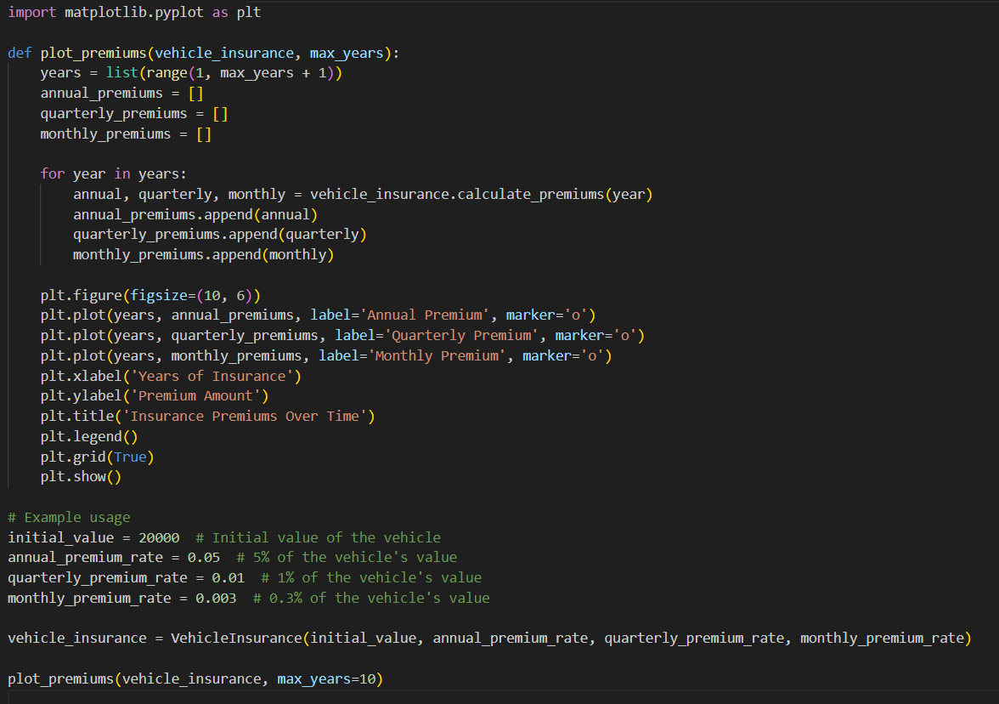 import matplotlib.pyplot as plt

def plot_premiums(vehicle_insurance, max_years):
    years = list(range(1, max_years + 1))
    annual_premiums = []
    quarterly_premiums = []
    monthly_premiums = []

    for year in years:
        annual, quarterly, monthly = vehicle_insurance.calculate_premiums(year)
        annual_premiums.append(annual)
        quarterly_premiums.append(quarterly)
        monthly_premiums.append(monthly)

    plt.figure(figsize=(10, 6))
    plt.plot(years, annual_premiums, label='Annual Premium', marker='o')
    plt.plot(years, quarterly_premiums, label='Quarterly Premium', marker='o')
    plt.plot(years, monthly_premiums, label='Monthly Premium', marker='o')
    plt.xlabel('Years of Insurance')
    plt.ylabel('Premium Amount')
    plt.title('Insurance Premiums Over Time')
    plt.legend()
    plt.grid(True)
    plt.show()

# Example usage
initial_value = 20000  # Initial value of the vehicle
annual_premium_rate = 0.05  # 5% of the vehicle's value
quarterly_premium_rate = 0.01  # 1% of the vehicle's value
monthly_premium_rate = 0.003  # 0.3% of the vehicle's value

vehicle_insurance = VehicleInsurance(initial_value, annual_premium_rate, quarterly_premium_rate, monthly_premium_rate)

plot_premiums(vehicle_insurance, max_years=10)